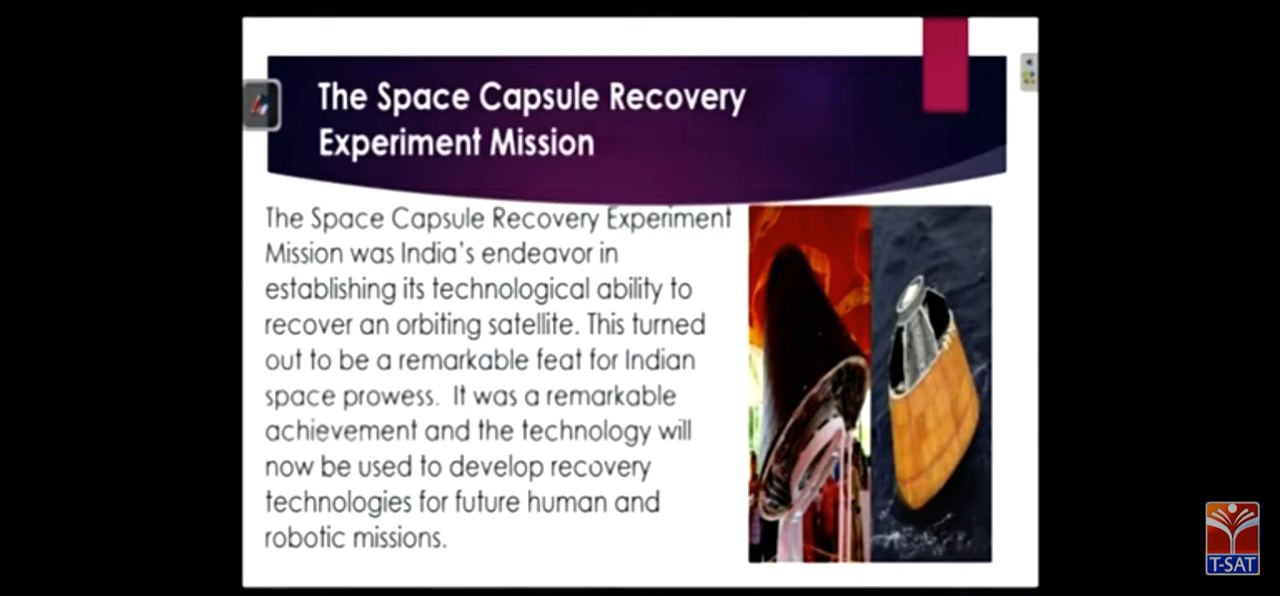 The Space Capsule Recovery
Experiment Mission
The Space Capsule Recovery Experiment
Mission was India's endeavor in
establishing its technological ability to
recover an orbiting satellite. This turned
out to be a remarkable feat for Indian
space prowess. It was a remarkable
achievement and the technology will
now be used to develop recovery
technologies for future human and
robotic missions.
T-SAT